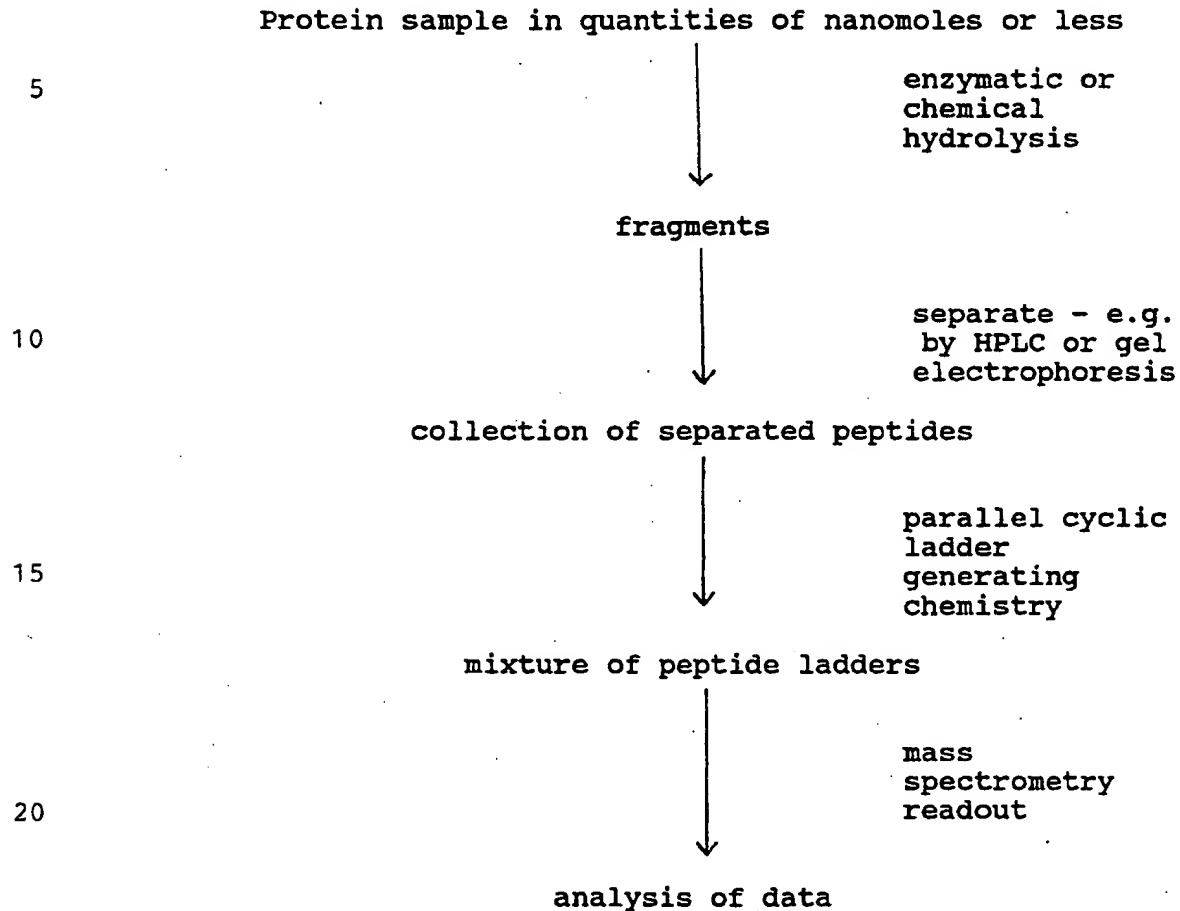 Protein sample in quantities of nanomoles or less
5
enzymatic or
chemical
hydrolysis
fragments
10
separate - e.g.
by HPLC or gel
electrophoresis
collection of separated peptides
15
parallel cyclic
ladder
generating
chemistry
mixture of peptide ladders
20
mass
spectrometry
readout
analysis of data